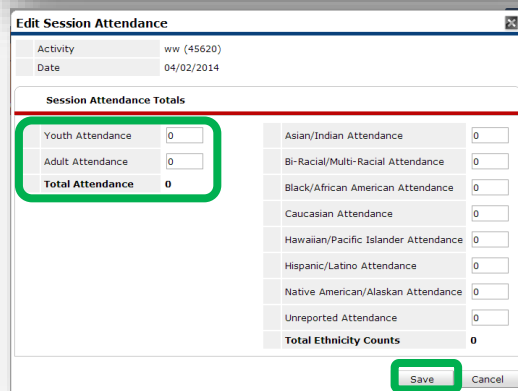 Edit Session Attendance
Activity ww (45620)
Date 04/02/2014
Session Attendance Totals
Youth Attendance 0
Adult Attendance 0
Total Attendance 0
Asian/Indian Attendance 0
Bi-Racial/Multi-Racial Attendance 0
Black/African American Attendance 0
Caucasian Attendance 0
Hawaiian/Pacific Islander Attendance 0
Hispanic/Latino Attendance 0
Native American/Alaskan Attendance 0
Unreported Attendance 0
Total Ethnicity Counts 0
Save Cancel